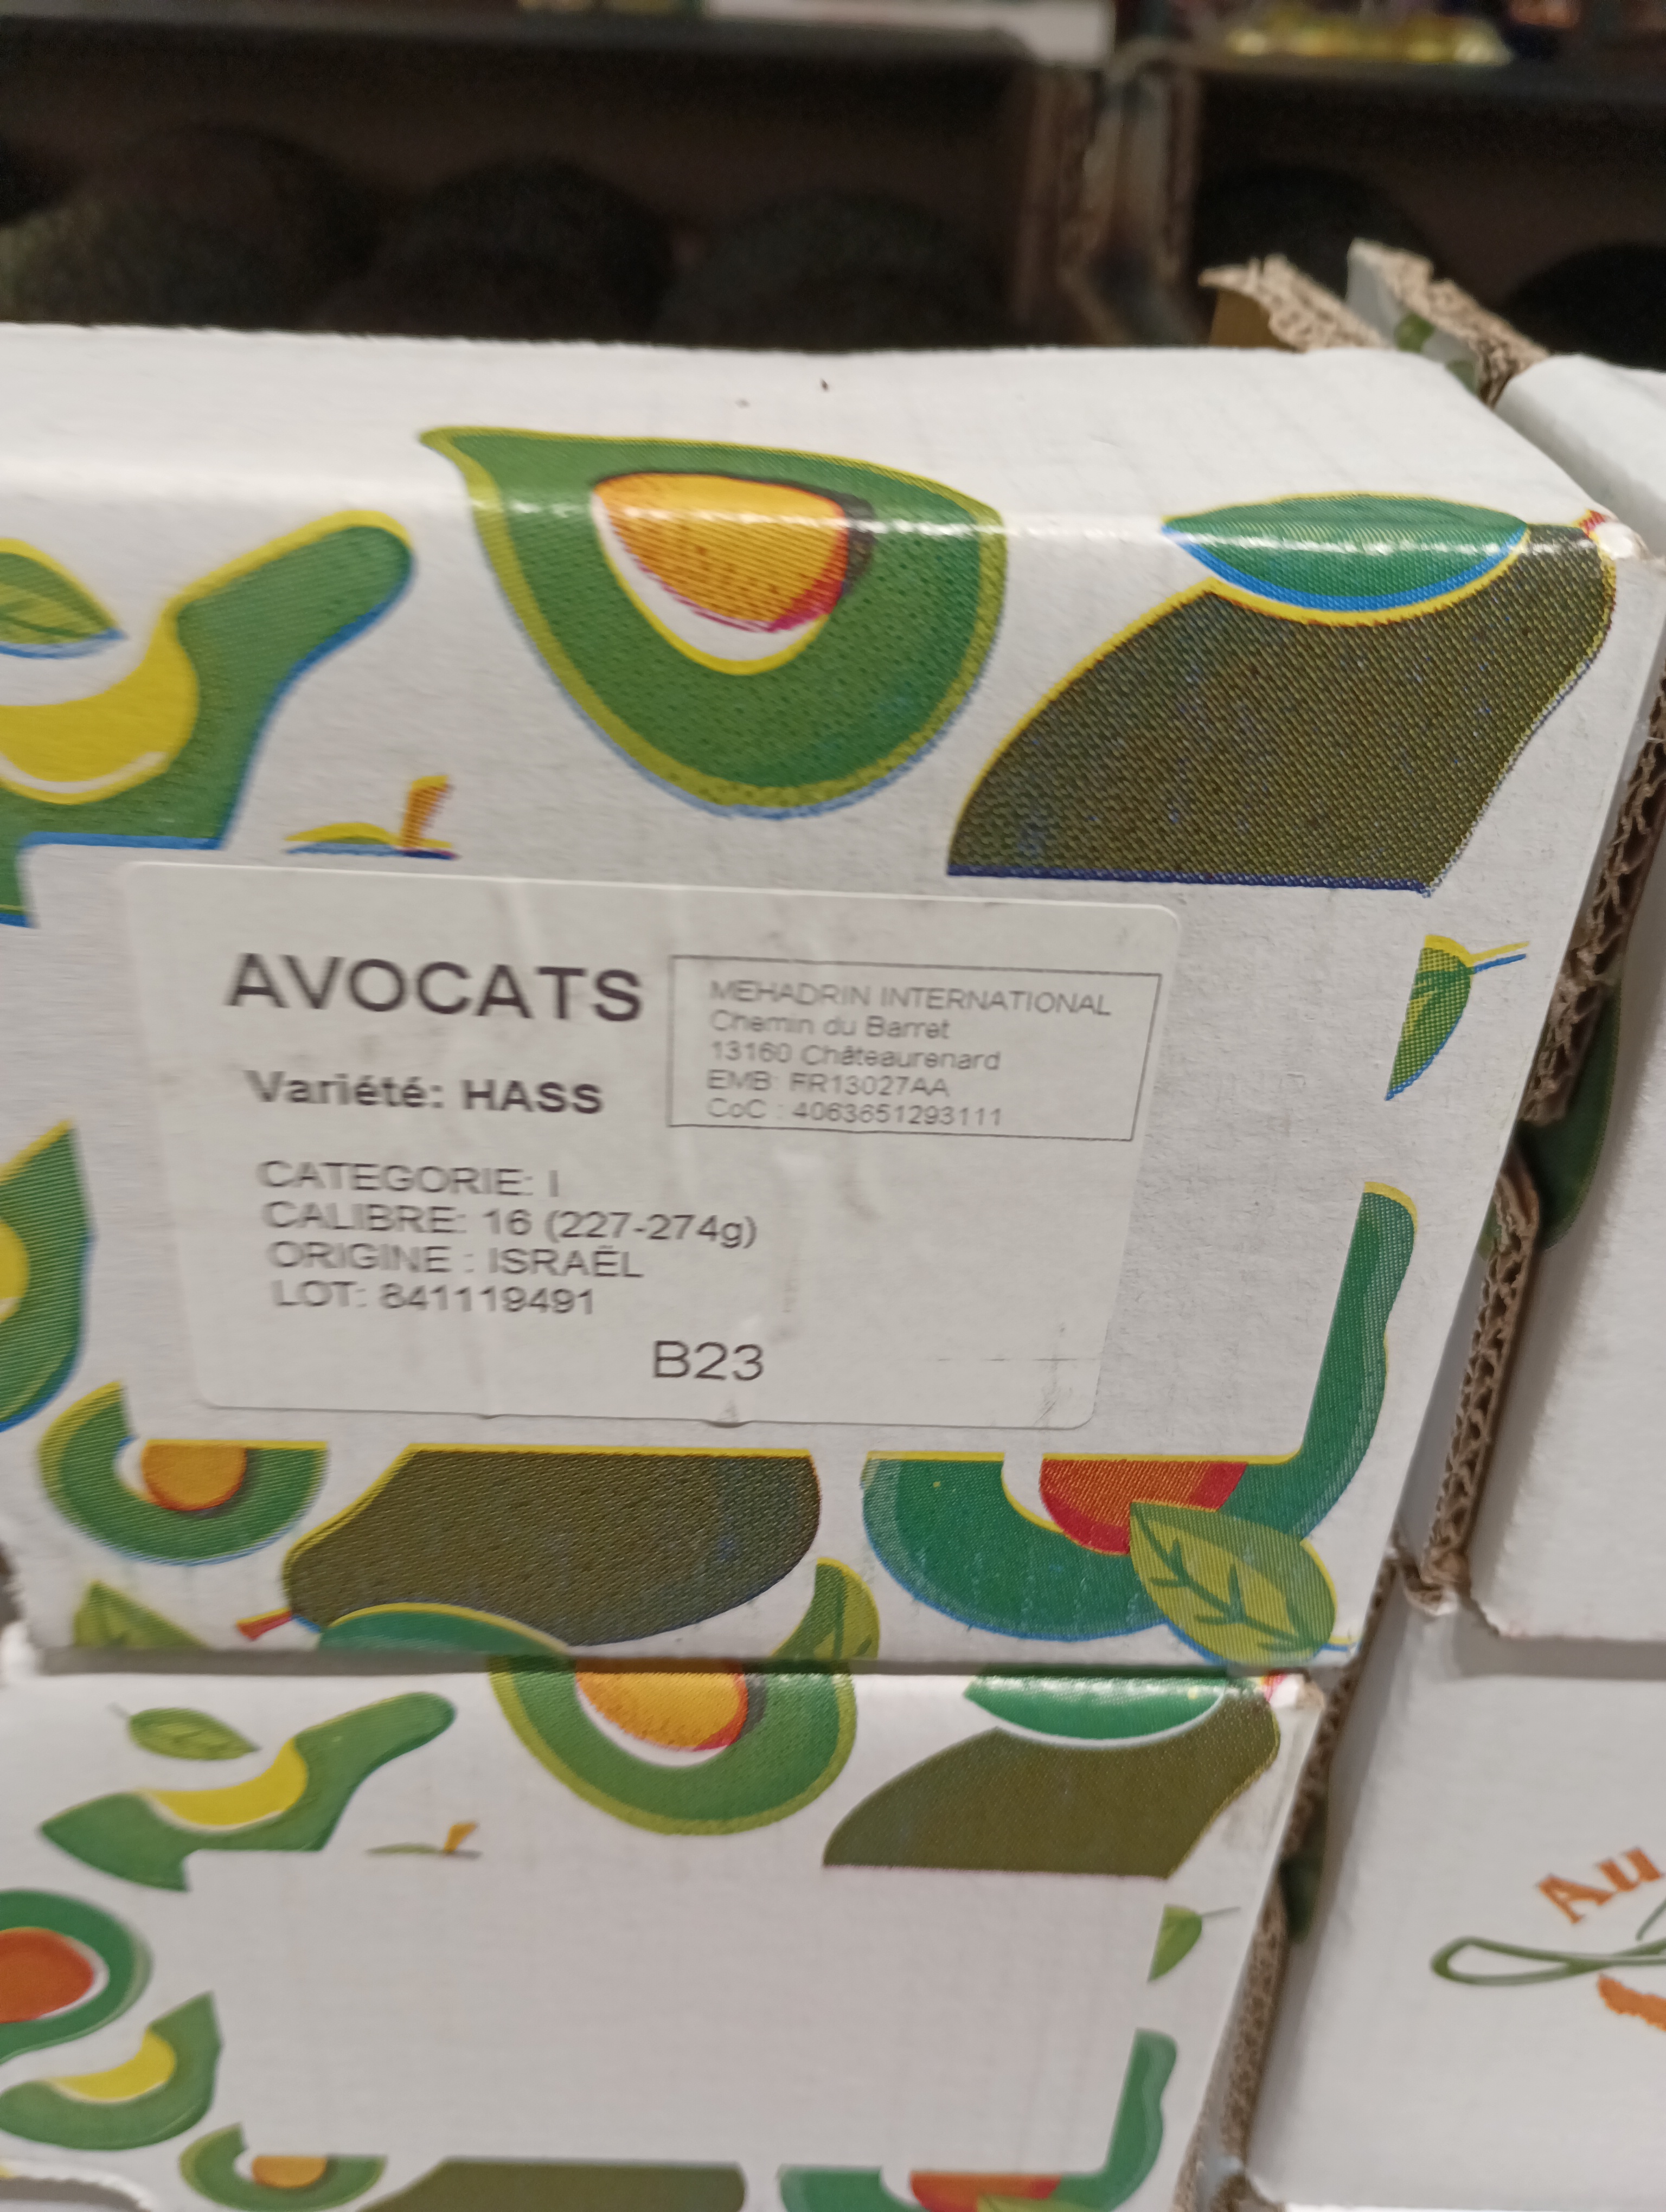 AVOCATS
Variété: HASS
MEHADRIN INTERNATIONAL
Chemin du Barret
13160 Châteaurenard
EMB: FR13027AA
CoC : 4063651293111
CATEGORIE: I
CALIBRE: 16 (227-274g)
ORIGINE : ISRAËL
LOT: 841119491
B23
Au